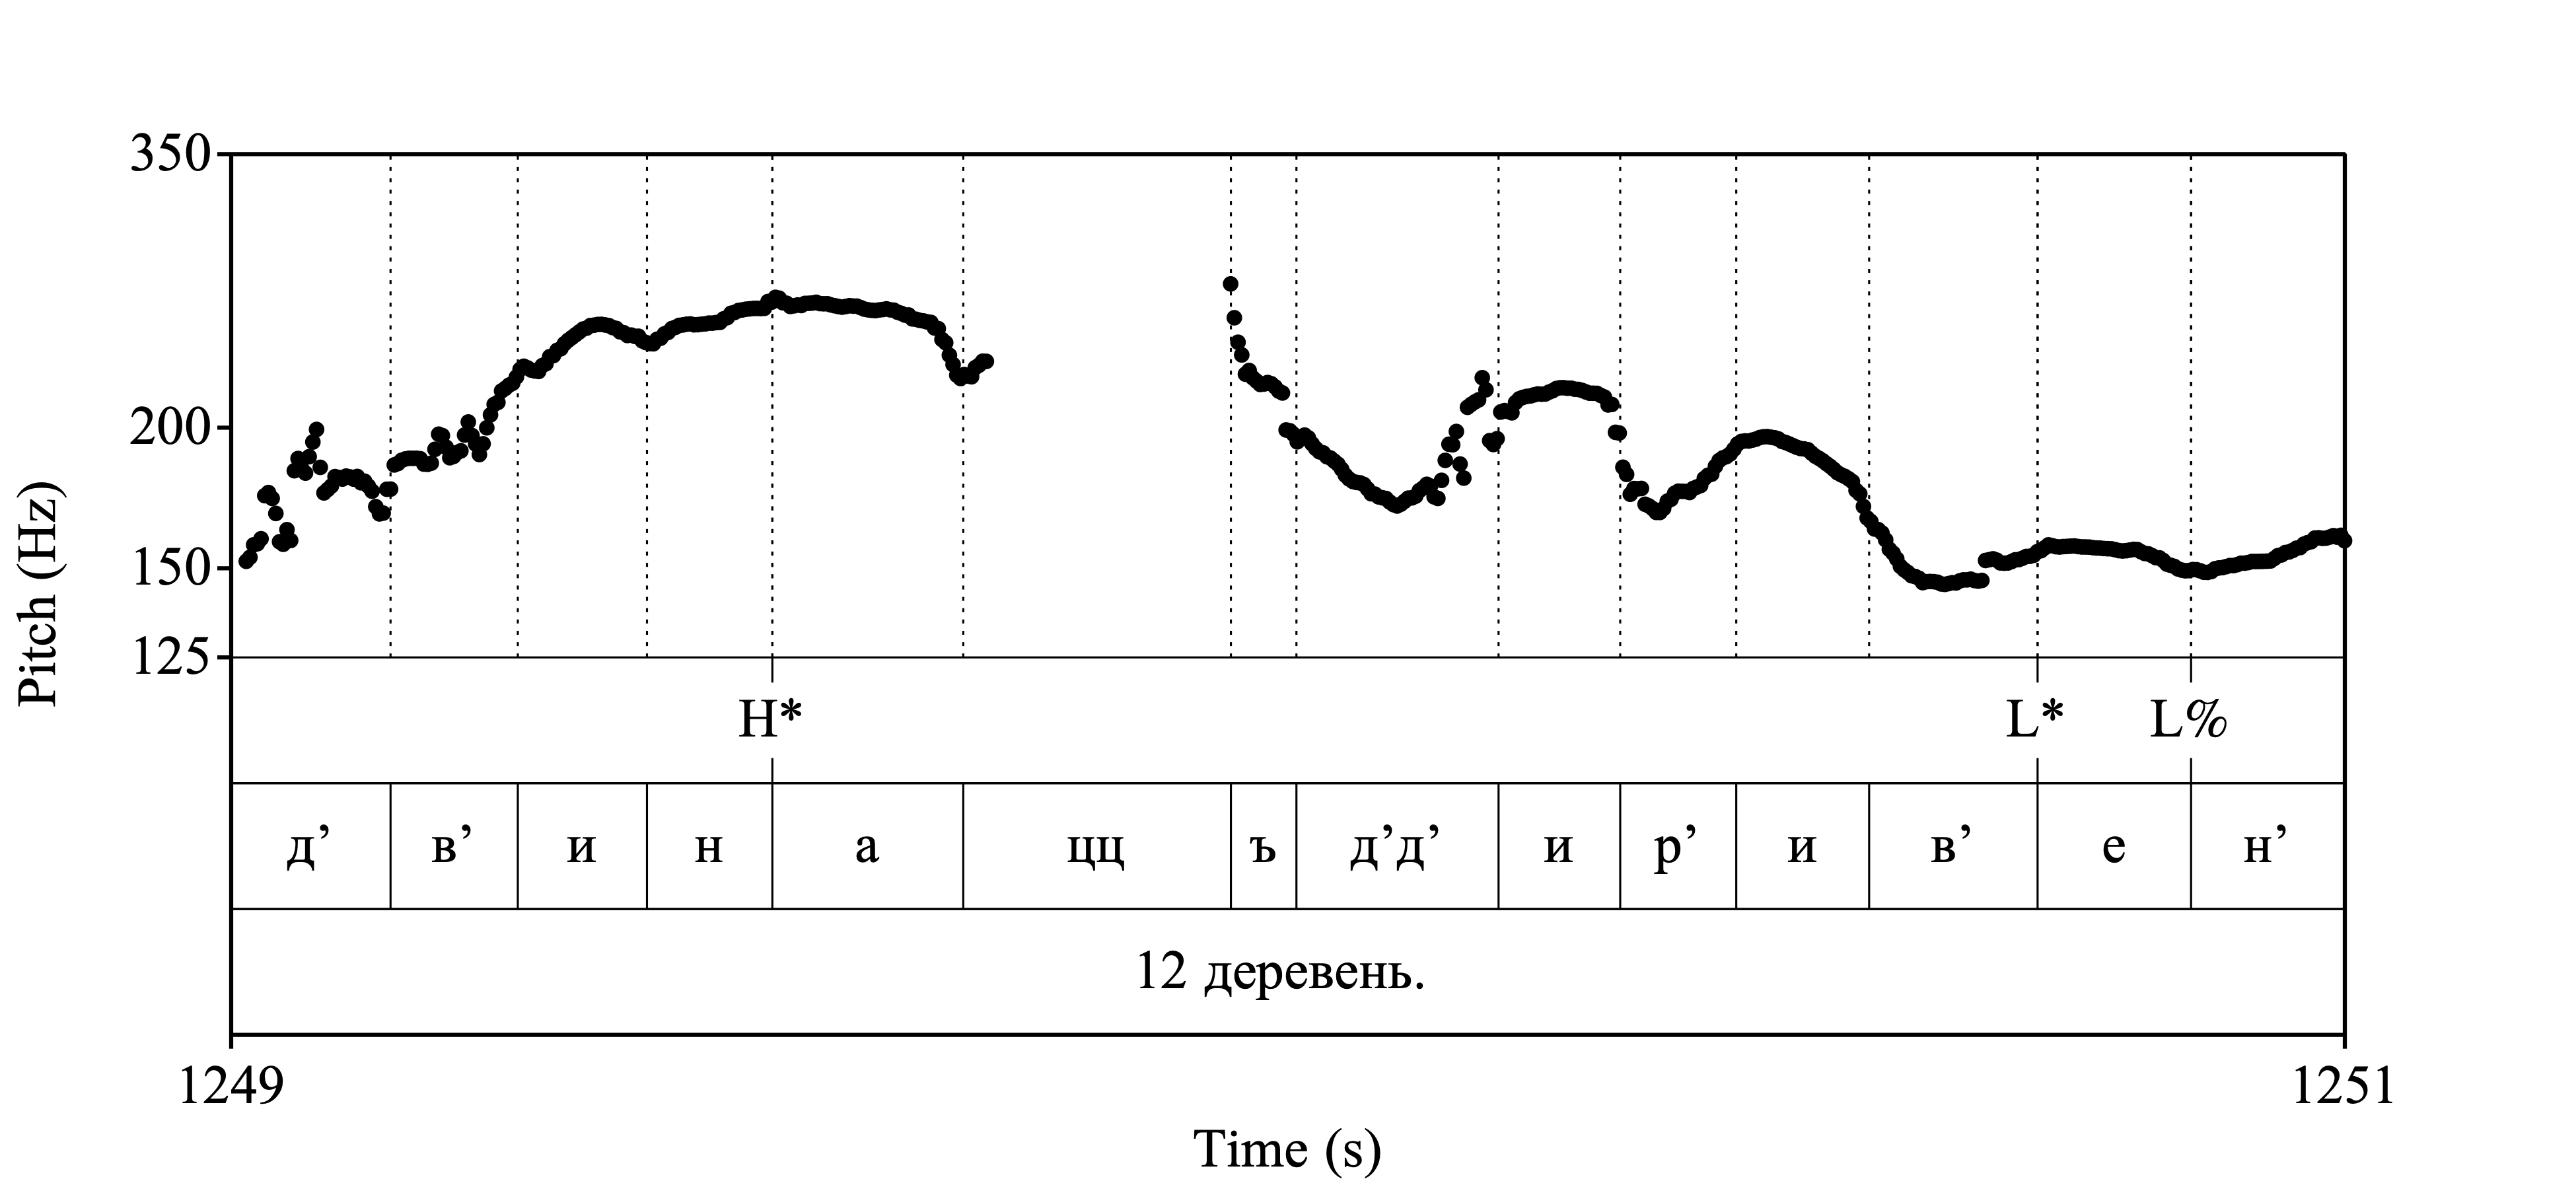 350
200
150
125
Pitch (Hz)
H* L* L%
д’ в’ и н а цц ъ д’д’ и р’ и в’ е н’
12 деревень.
1249 1251
Time (s)